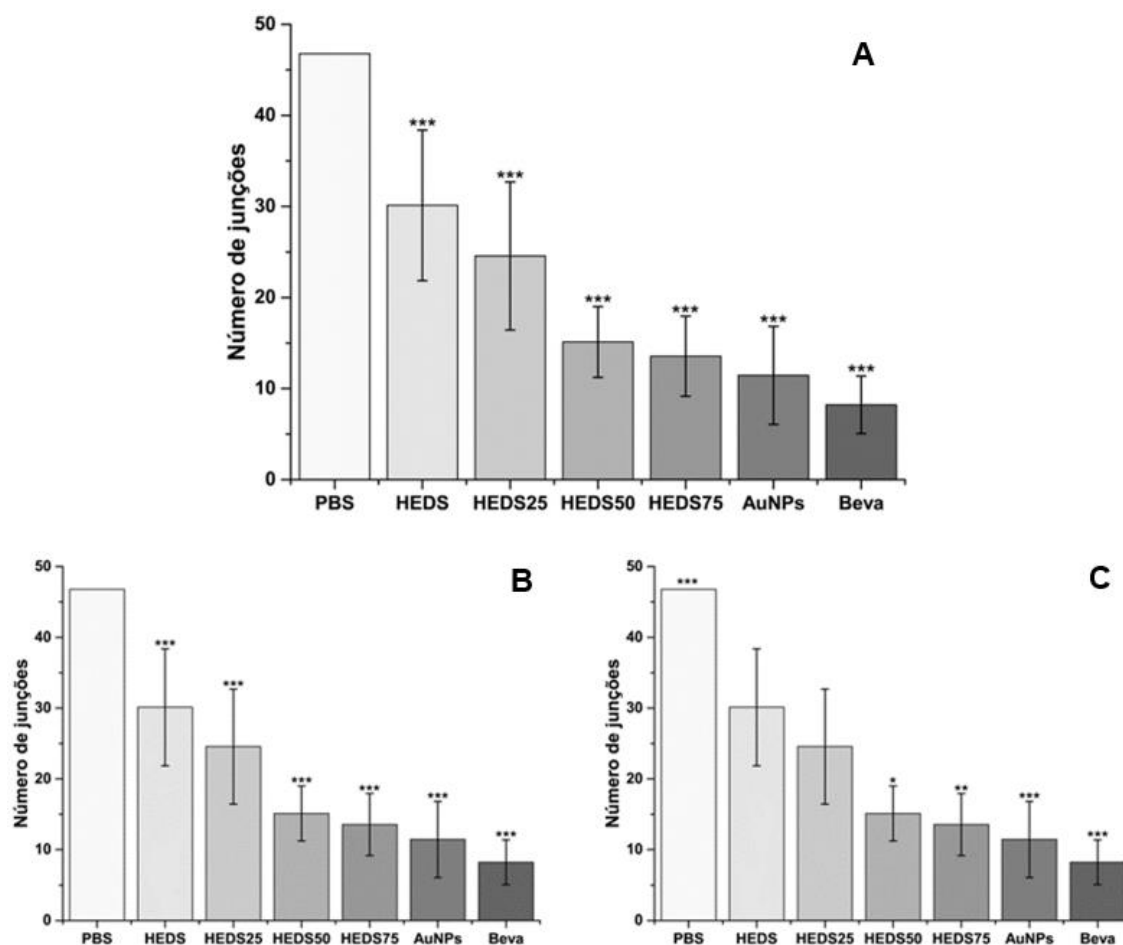 A
Número de junções
50
40
30
20
10
0
*** *** *** *** *** ***
PBS HEDS HEDS25 HEDS50 HEDS75 AuNPs Beva
B
Número de junções
50
40
30
20
10
0
*** *** *** *** *** ***
PBS HEDS HEDS25 HEDS50 HEDS75 AuNPs Beva
C
Número de junções
50
40
30
20
10
0
*** * ** *** ***
PBS HEDS HEDS25 HEDS50 HEDS75 AuNPs Beva